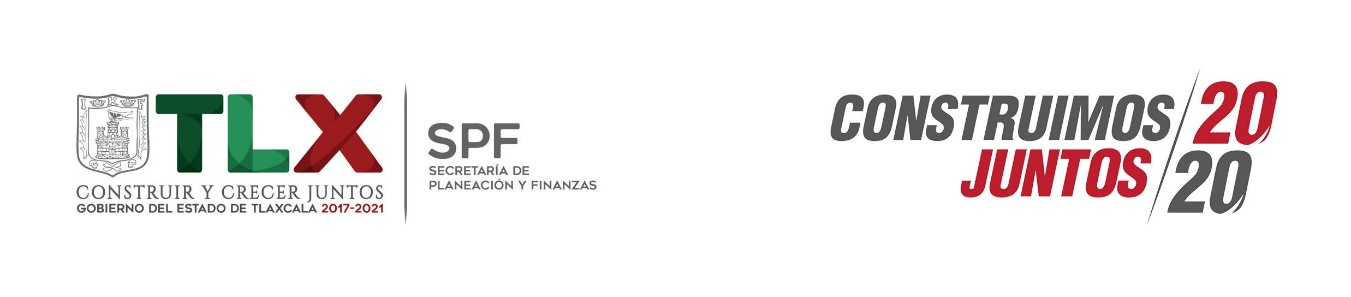 I K F
TLX
CONSTRUIR Y CRECER JUNTOS
GOBIERNO DEL ESTADO DE TLAXCALA 2017-2021
SPF
SECRETARÍA DE
PLANEACIÓN Y FINANZAS
CONSTRUIMOS
JUNTOS
20
20